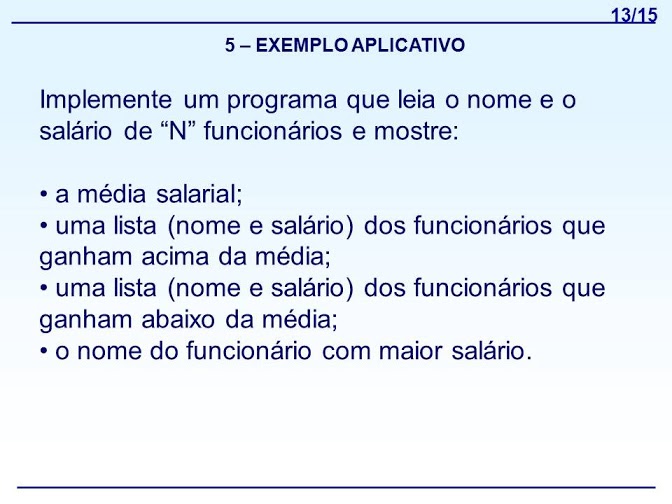 13/15
5 – EXEMPLO APLICATIVO
Implemente um programa que leia o nome e o
salário de “N” funcionários e mostre:
• a média salarial;
• uma lista (nome e salário) dos funcionários que
ganham acima da média;
• uma lista (nome e salário) dos funcionários que
ganham abaixo da média;
• o nome do funcionário com maior salário.